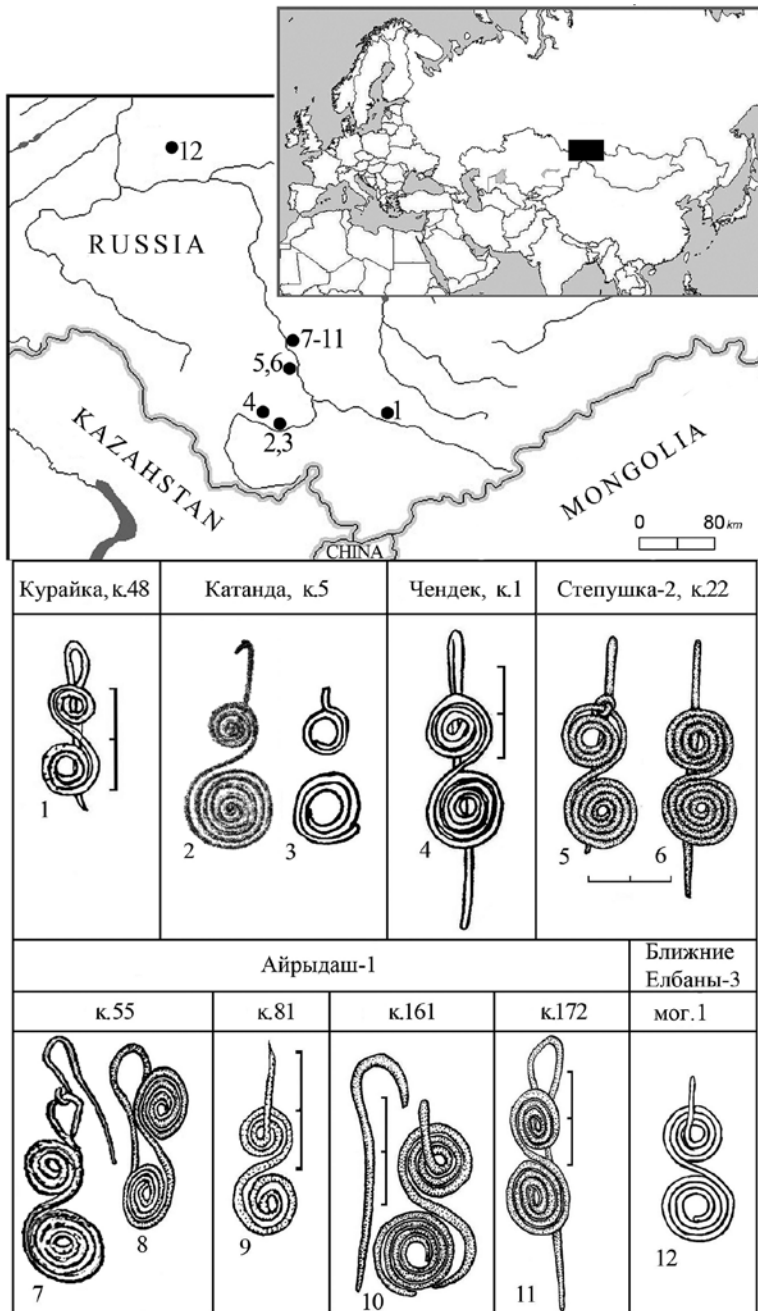 12
RUSSIA
7-11
5,6
4
1
2,3
KAZAHSTAN
MONGOLIA
0 80 km
CHINA
Курайка, к.48
Катанда, к.5
Чендек, к.1
Степушка-2, к.22
1
2
3
4
5
6
Айрыдаш-1
Ближние
Елбаны-3
к.55
к.81
к.161
к.172
мог.1
7
8
9
10
11
12